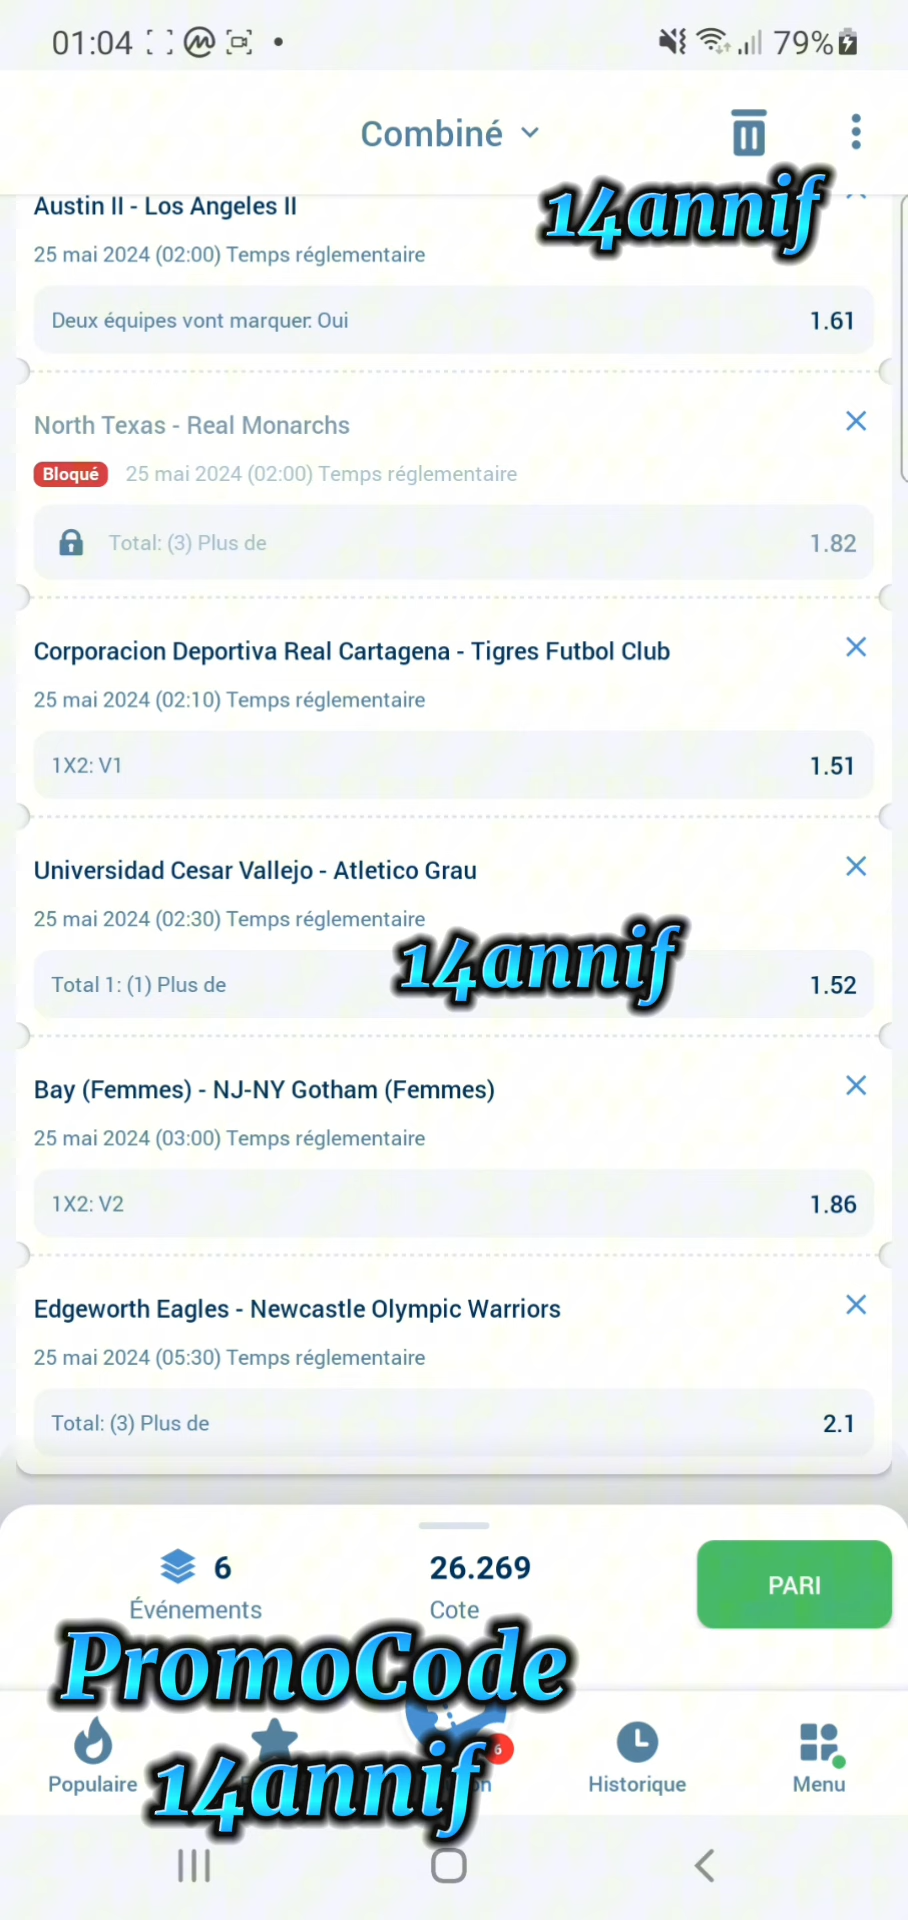 01:04
79%
Combiné
14annif
Austin II - Los Angeles II
25 mai 2024 (02:00) Temps réglementaire
Deux équipes vont marquer: Oui 1.61
North Texas - Real Monarchs
Bloqué 25 mai 2024 (02:00) Temps réglementaire
Total: (3) Plus de 1.82
Corporacion Deportiva Real Cartagena - Tigres Futbol Club
25 mai 2024 (02:10) Temps réglementaire
1X2: V1 1.51
Universidad Cesar Vallejo - Atletico Grau
25 mai 2024 (02:30) Temps réglementaire
14annif
Total 1: (1) Plus de 1.52
Bay (Femmes) - NJ-NY Gotham (Femmes)
25 mai 2024 (03:00) Temps réglementaire
1X2: V2 1.86
Edgeworth Eagles - Newcastle Olympic Warriors
25 mai 2024 (05:30) Temps réglementaire
Total: (3) Plus de 2.1
6 26.269 PARI
Événements Cote
PromoCode
6
Populaire Historique Menu
14annif